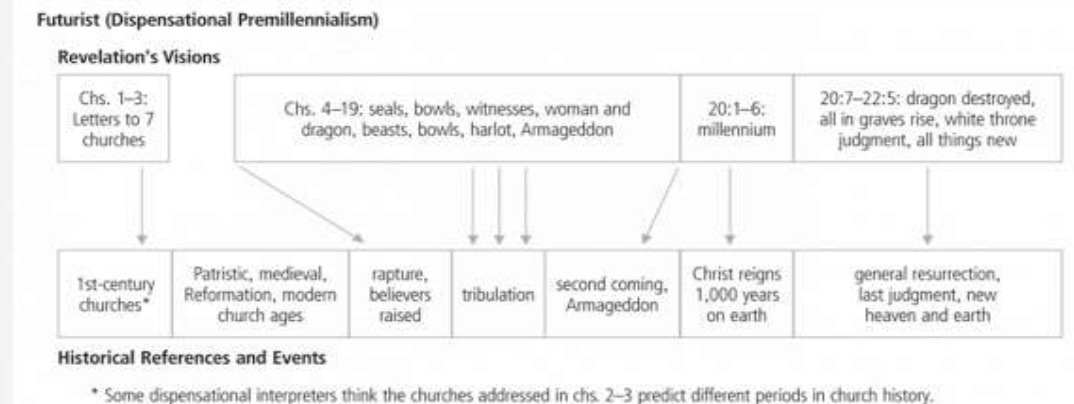 Futurist (Dispensational Premillennialism)
Revelation's Visions
Chs. 1–3:
Letters to 7
churches
Chs. 4–19: seals, bowls, witnesses, woman and
dragon, beasts, bowls, harlot, Armageddon
20:1–6:
millennium
20:7–22:5: dragon destroyed,
all in graves rise, white throne
judgment, all things new
1st-century
churches*
Patristic, medieval,
Reformation, modern
church ages
rapture,
believers
raised
tribulation
second coming,
Armageddon
Christ reigns
1,000 years
on earth
general resurrection,
last judgment, new
heaven and earth
Historical References and Events
* Some dispensational interpreters think the churches addressed in chs. 2–3 predict different periods in church history.